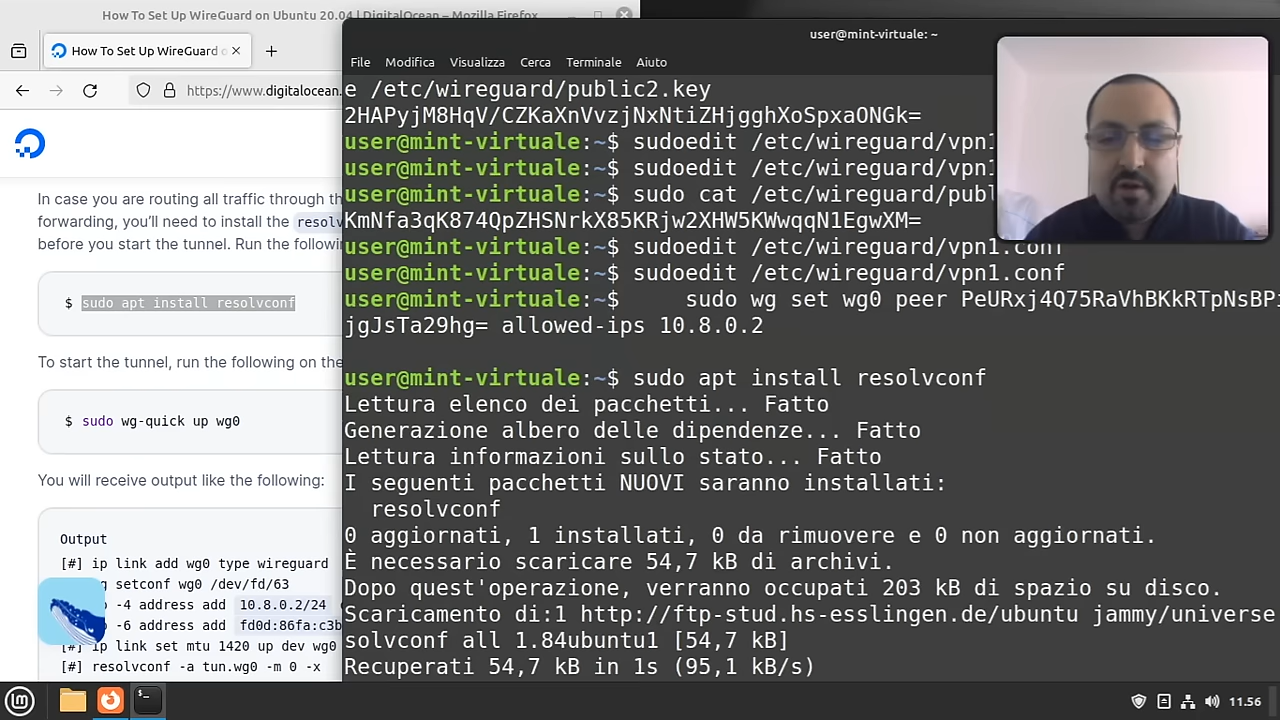 How To Set Up WireGuard on Ubuntu 20.04 | DigitalOcean — Mozilla Firefox
How To Set Up WireGuard
https://www.digitalocean.
In case you are routing all traffic through th
forwarding, you'll need to install the resolv
before you start the tunnel. Run the followin
$ sudo apt install resolvconf
To start the tunnel, run the following on the
$ sudo wg-quick up wg0
You will receive output like the following:
Output
[#] ip link add wg0 type wireguard
setconf wg0 /dev/fd/63
-4 address add 10.8.0.2/24
-6 address add fd0d:86fa:c3b
[#] ip link set mtu 1420 up dev wg0
[#] resolvconf -a tun.wg0 -m 0 -x
user@mint-virtuale: ~
File Modifica Visualizza Cerca Terminale Aiuto
e /etc/wireguard/public2.key
2HAPyjM8HqV/CZKaXnVvzjNxNtiZHjgghXoSpxaONGk=
user@mint-virtuale:~$ sudoedit /etc/wireguard/vpn1
user@mint-virtuale:~$ sudoedit /etc/wireguard/vpn1
user@mint-virtuale:~$ sudo cat /etc/wireguard/publ
KmNfa3qK874QpZHSNrkX85KRjw2XHW5KWwqqN1EgwXM=
user@mint-virtuale:~$ sudoedit /etc/wireguard/vpn1.conf
user@mint-virtuale:~$ sudoedit /etc/wireguard/vpn1.conf
user@mint-virtuale:~$ sudo wg set wg0 peer PeURxj4Q75RaVhBKkRTpNsBPi
jgJsTa29hg= allowed-ips 10.8.0.2
user@mint-virtuale:~$ sudo apt install resolvconf
Lettura elenco dei pacchetti... Fatto
Generazione albero delle dipendenze... Fatto
Lettura informazioni sullo stato... Fatto
I seguenti pacchetti NUOVI saranno installati:
resolvconf
0 aggiornati, 1 installati, 0 da rimuovere e 0 non aggiornati.
È necessario scaricare 54,7 kB di archivi.
Dopo quest'operazione, verranno occupati 203 kB di spazio su disco.
Scaricamento di:1 http://ftp-stud.hs-esslingen.de/ubuntu jammy/universe
solvconf all 1.84ubuntu1 [54,7 kB]
Recuperati 54,7 kB in 1s (95,1 kB/s)
11.56